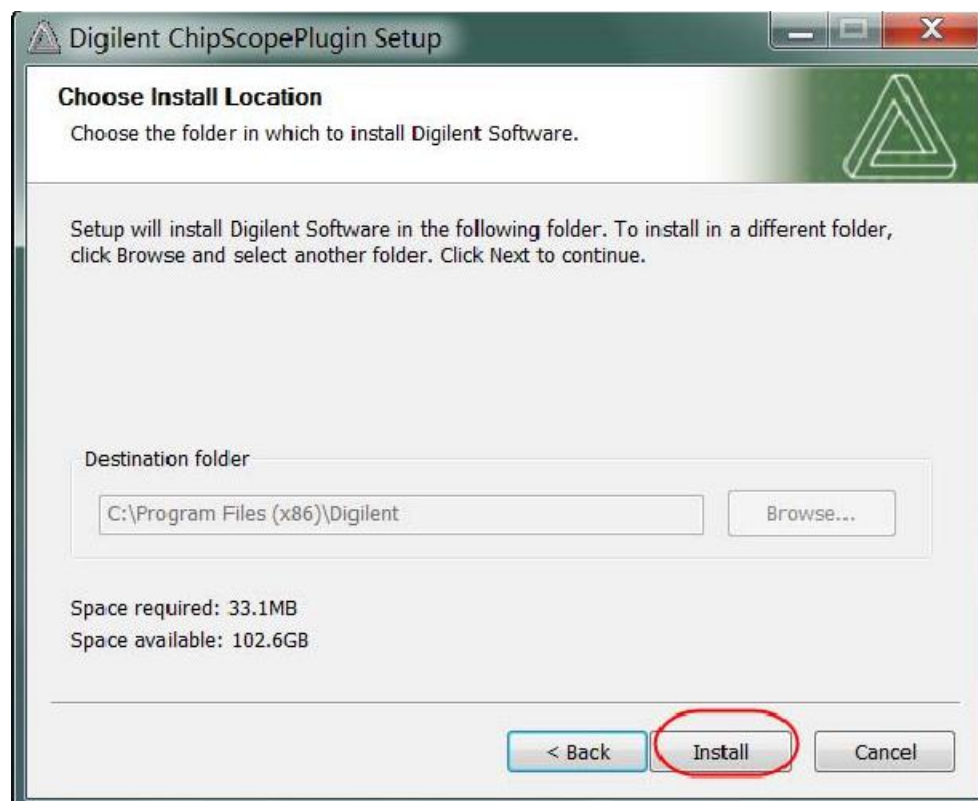 Digilent ChipScopePlugin Setup
Choose Install Location
Choose the folder in which to install Digilent Software.
Setup will install Digilent Software in the following folder. To install in a different folder,
click Browse and select another folder. Click Next to continue.
Destination folder
C:\Program Files (x86)\Digilent
Browse...
Space required: 33.1MB
Space available: 102.6GB
< Back
Install
Cancel